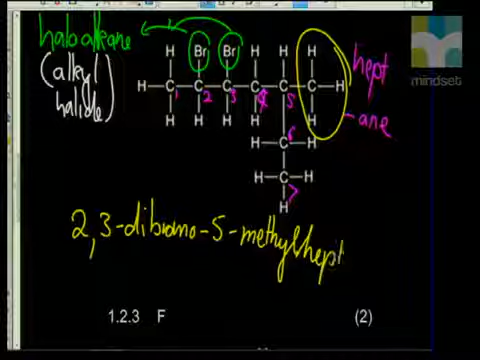 haloalkane
(alkyl halide)
mindset
H Br Br H H H
H C C C C C C H
1 2 3 4 5
H H H H H
hept
-ane
H C H
6
H C H
7
H
2,3-dibromo-5-methylhept
1.2.3 F (2)